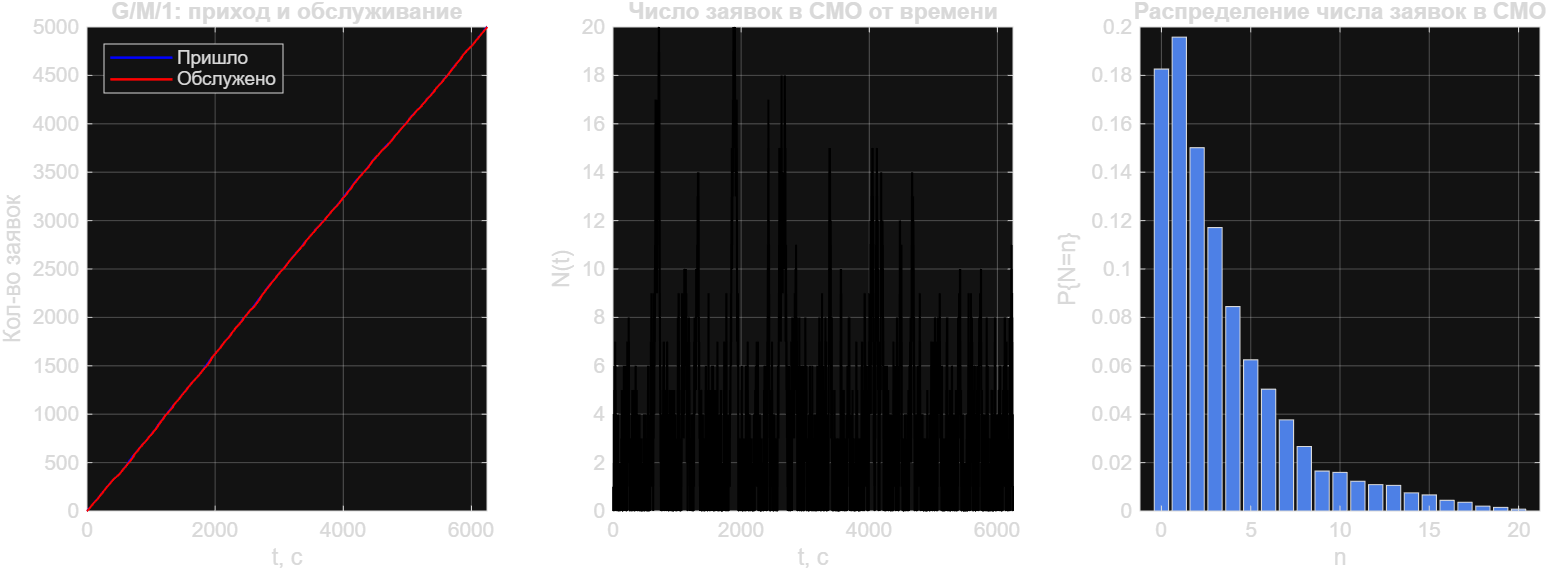 G/M/1: приход и обслуживание
Кол-во заявок
5000
4500
4000
3500
3000
2500
2000
1500
1000
500
0
Пришло
Обслужено
0 2000 4000 6000
t, с
Число заявок в СМО от времени
N(t)
20
18
16
14
12
10
8
6
4
2
0
0 2000 4000 6000
t, с
Распределение числа заявок в СМО
P{N=n}
0.2
0.18
0.16
0.14
0.12
0.1
0.08
0.06
0.04
0.02
0
0 5 10 15 20
n